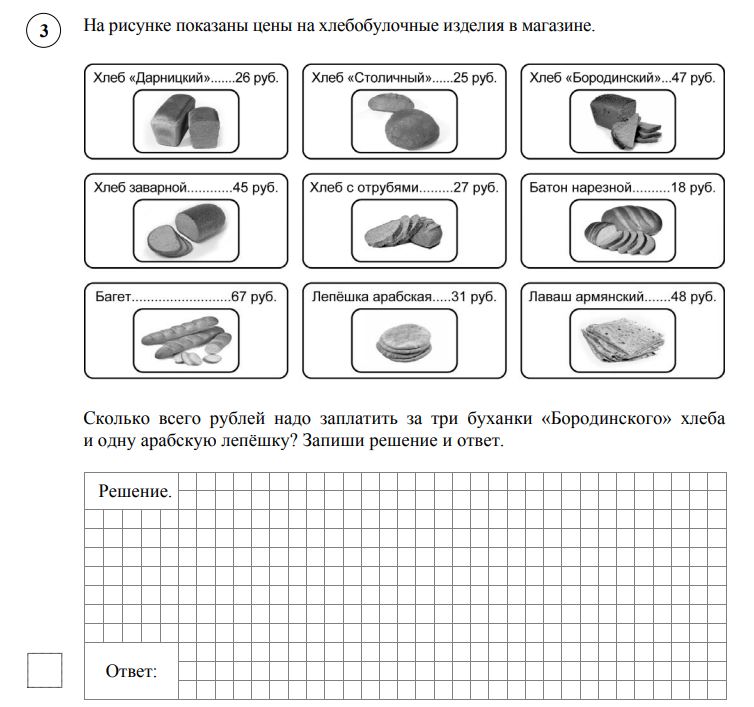 3
На рисунке показаны цены на хлебобулочные изделия в магазине.
Хлеб «Дарницкий».......26 руб.
Хлеб «Столичный»......25 руб.
Хлеб «Бородинский»...47 руб.
Хлеб заварной............45 руб.
Хлеб с отрубями.........27 руб.
Батон нарезной..........18 руб.
Багет..........................67 руб.
Лепёшка арабская.....31 руб.
Лаваш армянский.......48 руб.
Сколько всего рублей надо заплатить за три буханки «Бородинского» хлеба
и одну арабскую лепёшку? Запиши решение и ответ.
Решение.
Ответ: